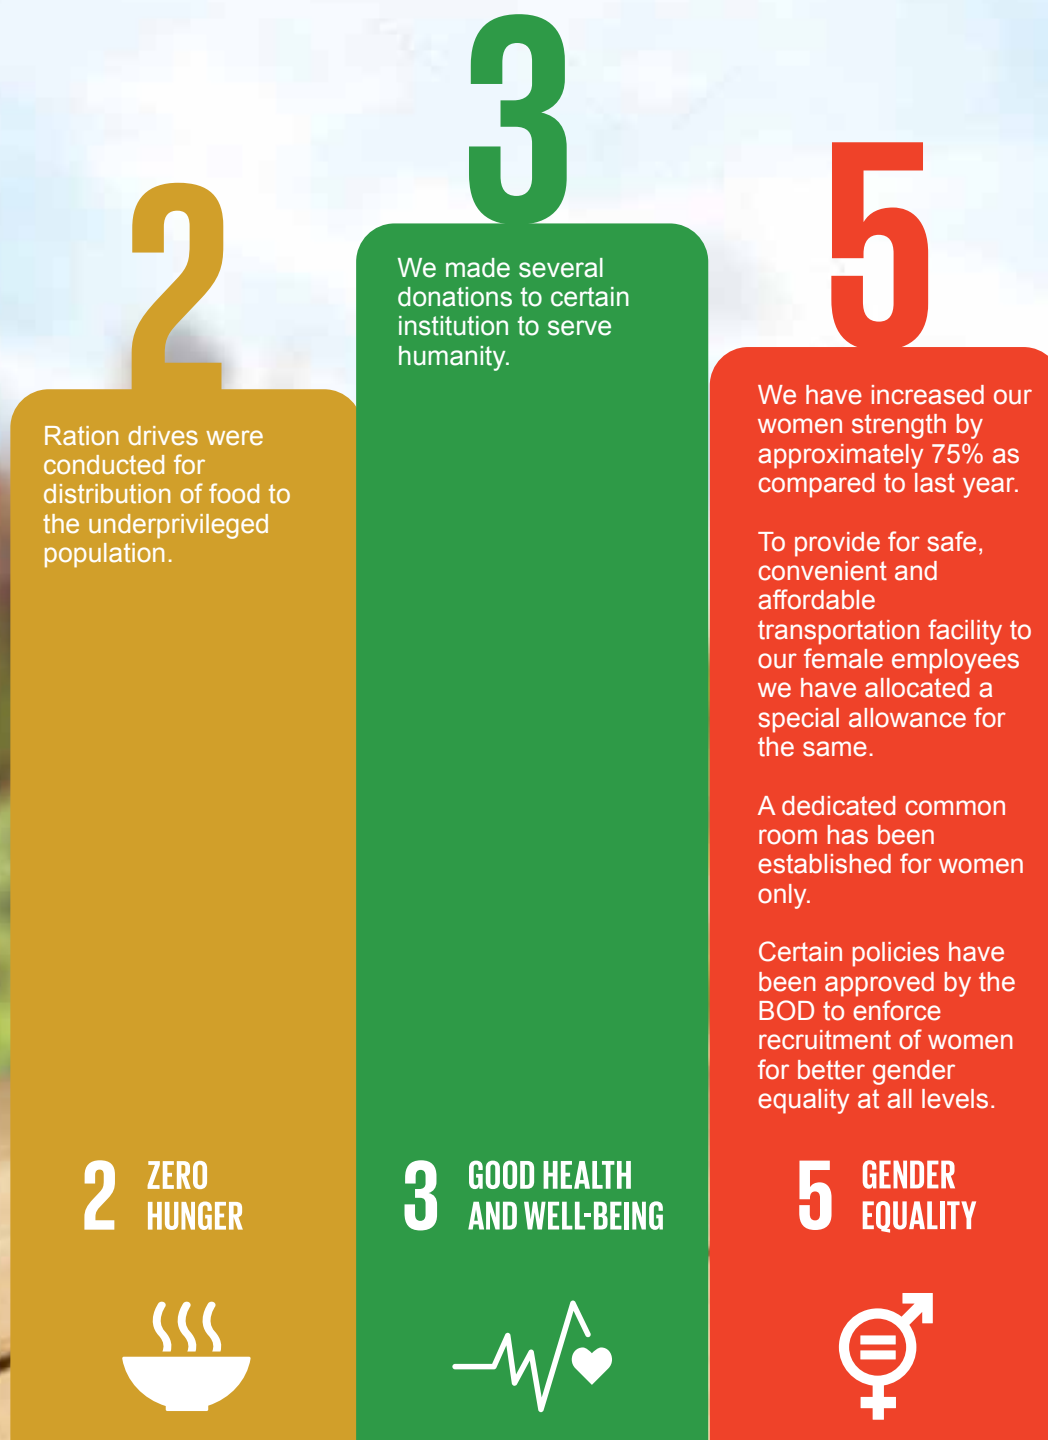 2
Ration drives were
conducted for
distribution of food to
the underprivileged
population.
2 ZERO
HUNGER
3
We made several
donations to certain
institution to serve
humanity.
3 GOOD HEALTH
AND WELL-BEING
5
We have increased our
women strength by
approximately 75% as
compared to last year.
To provide for safe,
convenient and
affordable
transportation facility to
our female employees
we have allocated a
special allowance for
the same.
A dedicated common
room has been
established for women
only.
Certain policies have
been approved by the
BOD to enforce
recruitment of women
for better gender
equality at all levels.
5 GENDER
EQUALITY